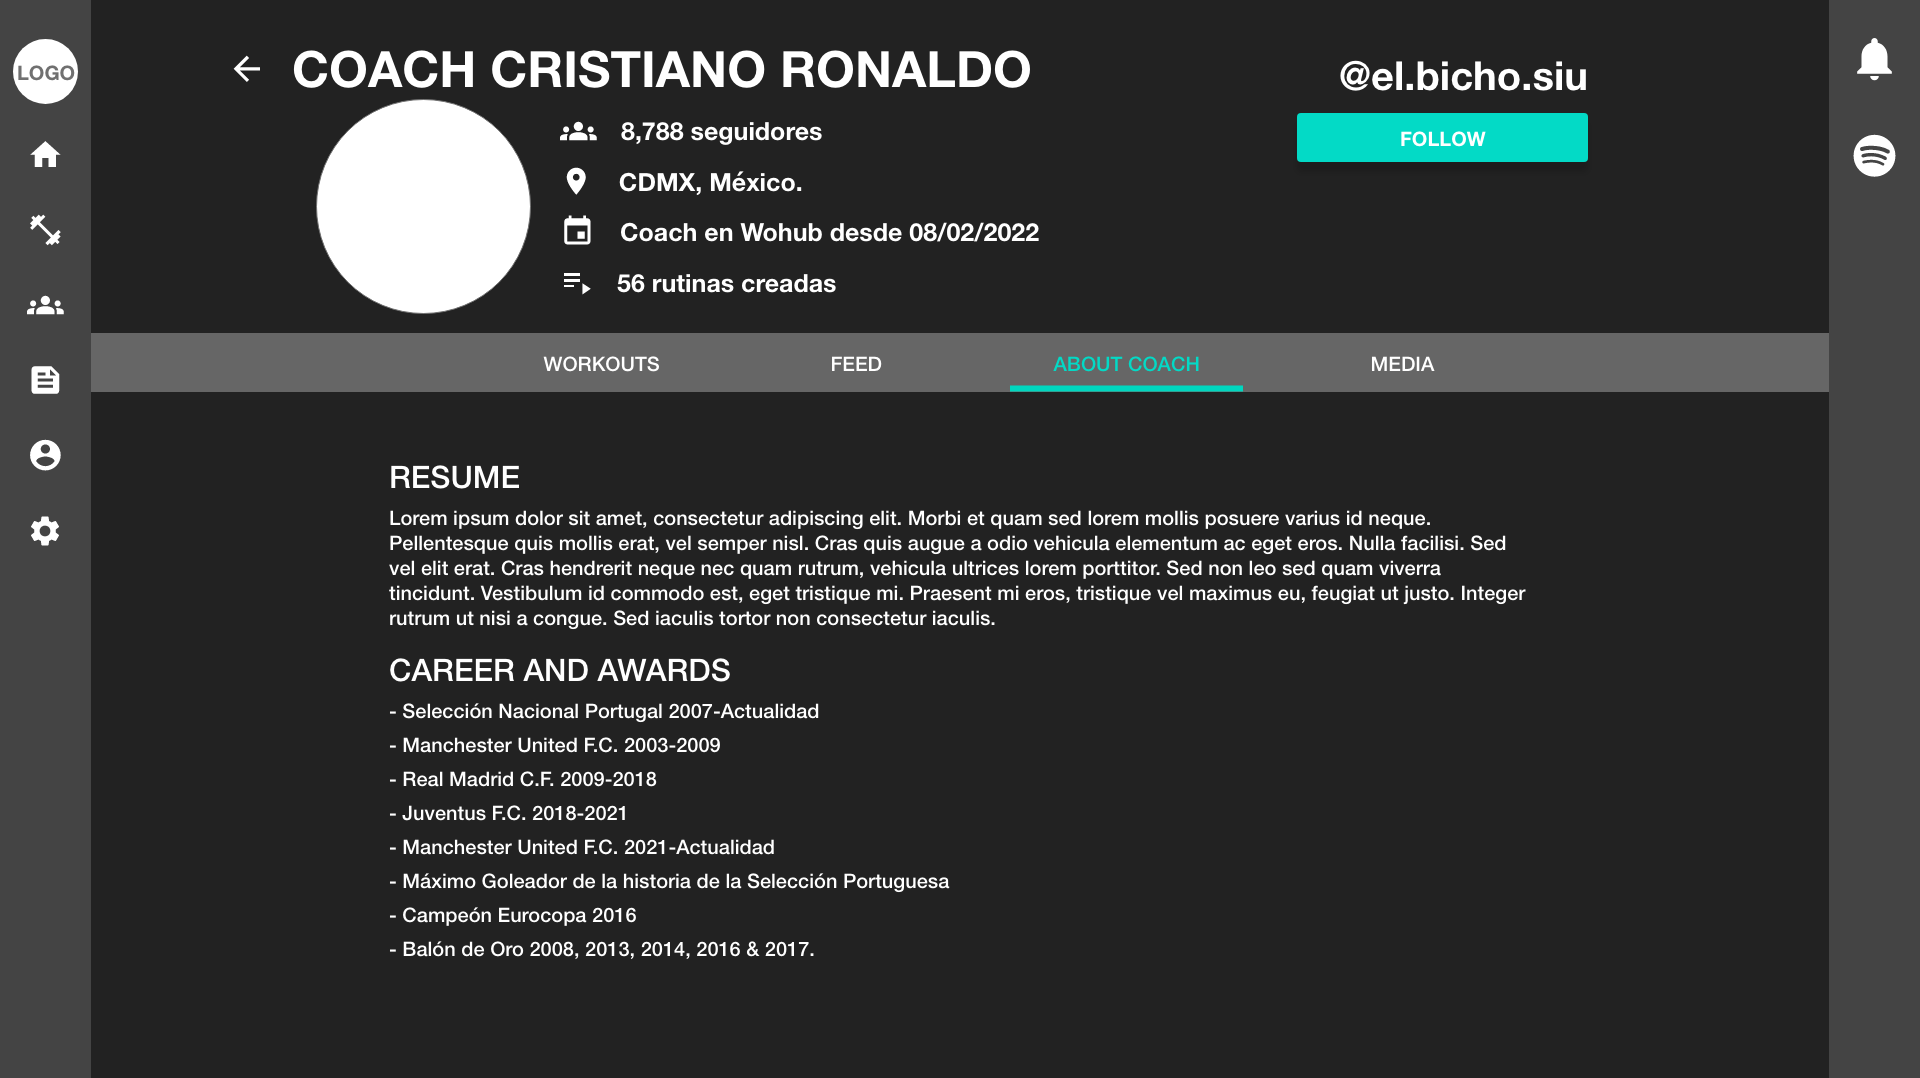 LOGO
COACH CRISTIANO RONALDO
@el.bicho.siu
8,788 seguidores
FOLLOW
CDMX, México.
Coach en Wohub desde 08/02/2022
56 rutinas creadas
WORKOUTS
FEED
ABOUT COACH
MEDIA
RESUME
Lorem ipsum dolor sit amet, consectetur adipiscing elit. Morbi et quam sed lorem mollis posuere varius id neque.
Pellentesque quis mollis erat, vel semper nisl. Cras quis augue a odio vehicula elementum ac eget eros. Nulla facilisi. Sed
vel elit erat. Cras hendrerit neque nec quam rutrum, vehicula ultrices lorem porttitor. Sed non leo sed quam viverra
tincidunt. Vestibulum id commodo est, eget tristique mi. Praesent mi eros, tristique vel maximus eu, feugiat ut justo. Integer
rutrum ut nisi a congue. Sed iaculis tortor non consectetur iaculis.
CAREER AND AWARDS
- Selección Nacional Portugal 2007-Actualidad
- Manchester United F.C. 2003-2009
- Real Madrid C.F. 2009-2018
- Juventus F.C. 2018-2021
- Manchester United F.C. 2021-Actualidad
- Máximo Goleador de la historia de la Selección Portuguesa
- Campeón Eurocopa 2016
- Balón de Oro 2008, 2013, 2014, 2016 & 2017.